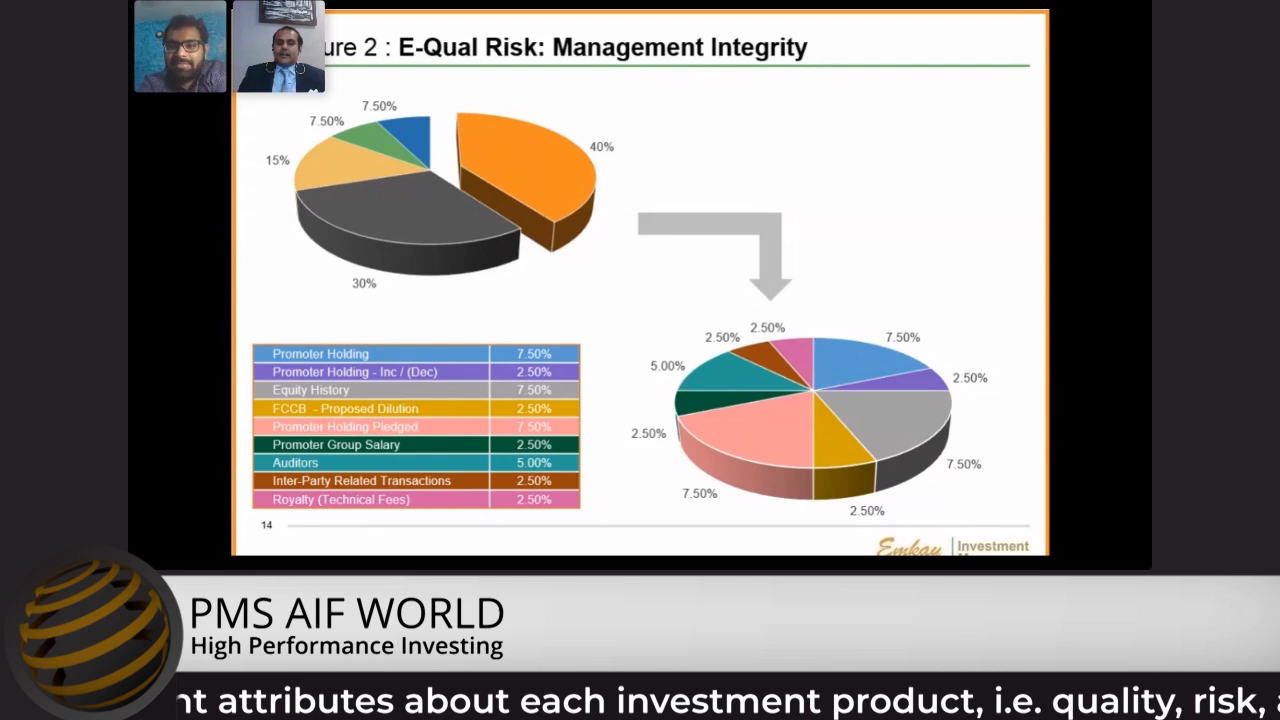 ure 2 : E-Qual Risk: Management Integrity
7.50%
7.50%
15%
40%
30%
Promoter Holding 7.50%
Promoter Holding - Inc / (Dec) 2.50%
Equity History 7.50%
FCCB - Proposed Dilution 2.50%
Promoter Holding Pledged 7.50%
Promoter Group Salary 2.50%
Auditors 5.00%
Inter-Party Related Transactions 2.50%
Royalty (Technical Fees) 2.50%
2.50%
2.50%
7.50%
5.00%
2.50%
2.50%
7.50%
7.50%
2.50%
14
Emkay Investment
PMS AIF WORLD
High Performance Investing
nt attributes about each investment product, i.e. quality, risk,